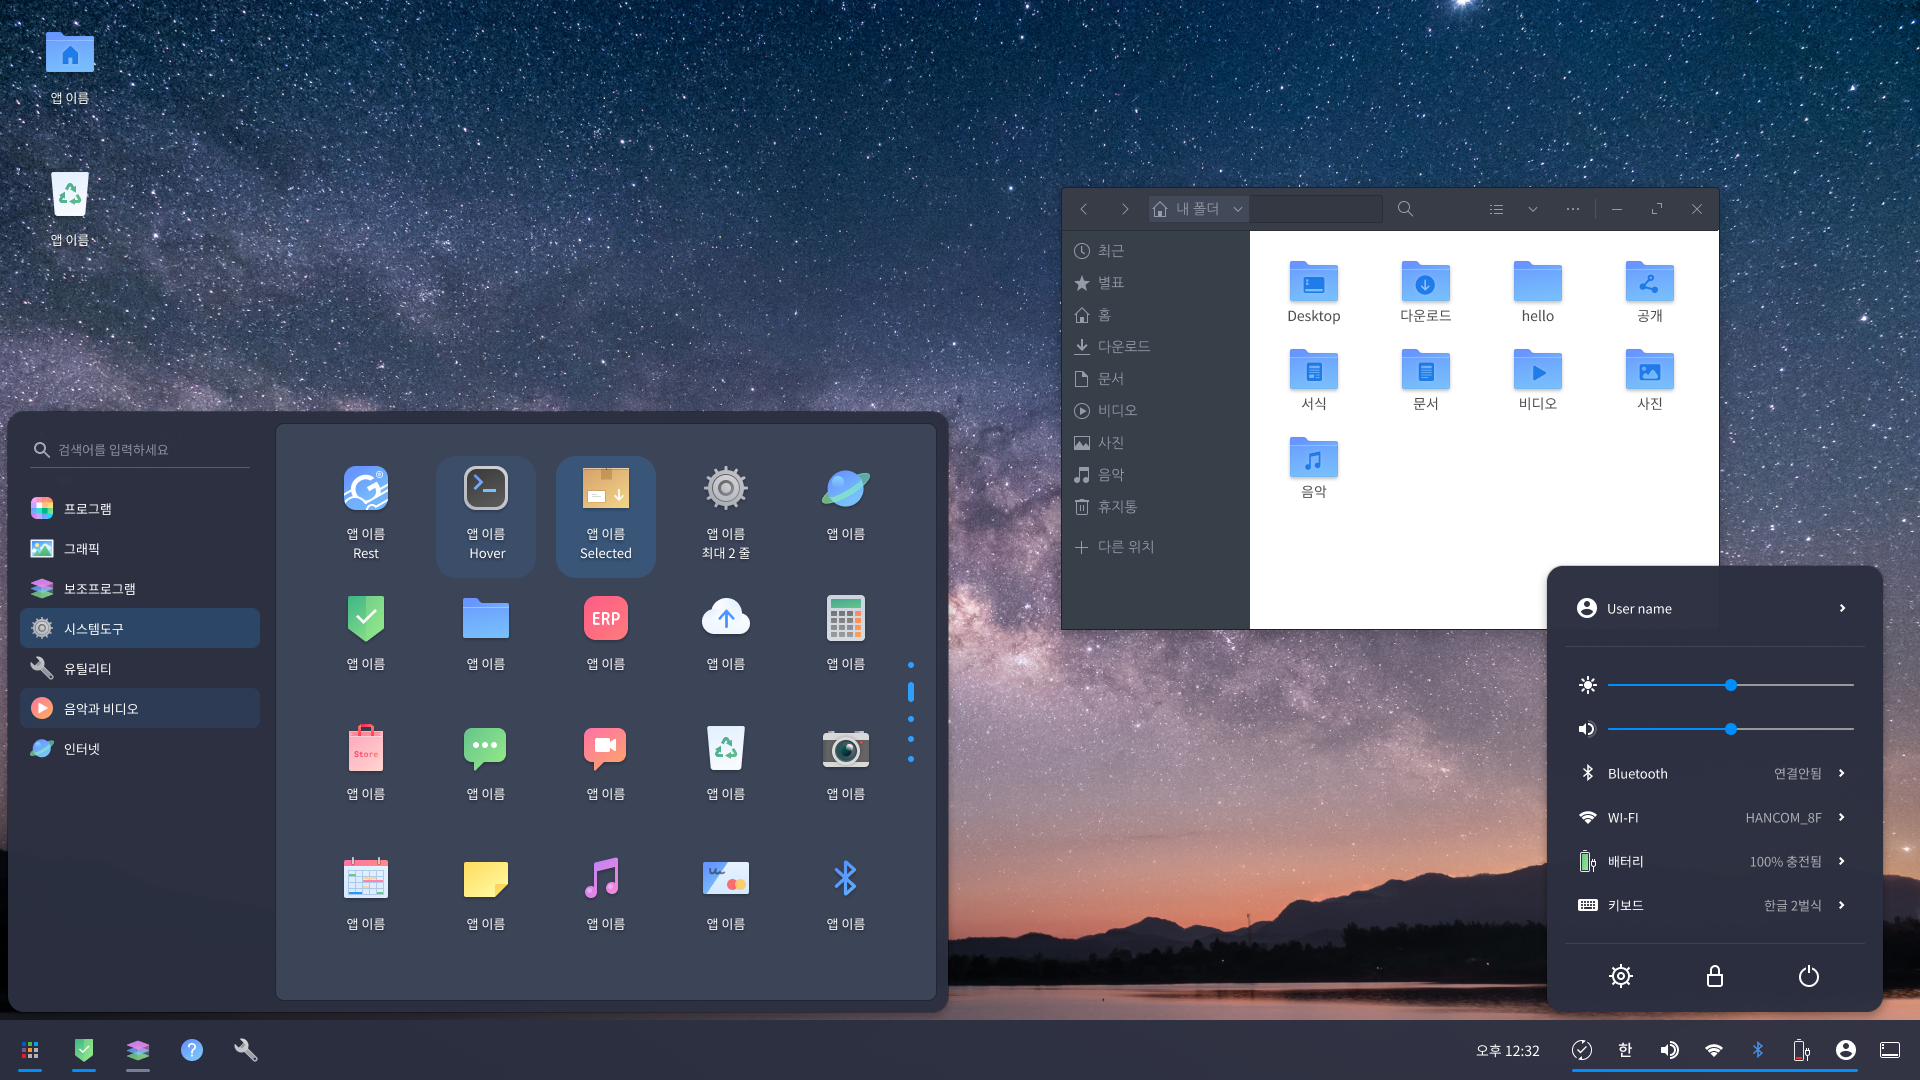 앱 이름
앱 이름
내 폴더
최근
별표
홈
다운로드
문서
비디오
사진
음악
휴지통
다른 위치
Desktop
다운로드
hello
공개
서식
문서
비디오
사진
음악
검색어를 입력하세요
프로그램
그래픽
보조프로그램
시스템도구
유틸리티
음악과 비디오
인터넷
앱 이름
Rest
앱 이름
Hover
앱 이름
Selected
앱 이름
최대 2 줄
앱 이름
앱 이름
앱 이름
ERP
앱 이름
앱 이름
앱 이름
Store
앱 이름
앱 이름
앱 이름
앱 이름
앱 이름
앱 이름
앱 이름
앱 이름
앱 이름
앱 이름
User name
Bluetooth 연결안됨
WI-FI HANCOM_8F
배터리 100% 충전됨
키보드 한글 2벌식
오후 12:32
한